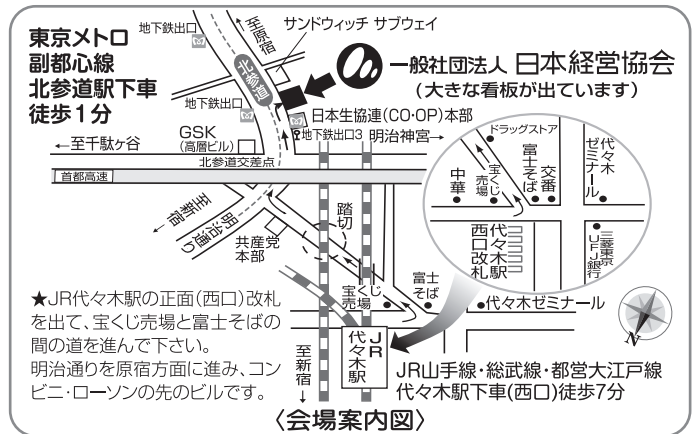 東京メトロ
副都心線
北参道駅下車
徒歩1分
地下鉄出口
至原宿
サンドウィッチ サブウェイ
北参道
一般社団法人 日本経営協会
(大きな看板が出ています)
地下鉄出口
日本生協連(CO・OP)本部
地下鉄出口3
明治神宮→
←至千駄ヶ谷
GSK
(高層ビル)
北参道交差点
首都高速
至新宿
明治通り
共産党
本部
踏切
ドラッグストア
中華
宝くじ
売場
富士そば
交番
代々木
ゼミナール
代々木駅
西口改札
三菱東京
UFJ銀行
宝くじ
売場
富士
そば
代々木ゼミナール
★JR代々木駅の正面(西口)改札
を出て、宝くじ売場と富士そばの
間の道を進んで下さい。
明治通りを原宿方面に進み、コン
ビニ・ローソンの先のビルです。
至新宿
JR
代々木駅
N
JR山手線・総武線・都営大江戸線
代々木駅下車(西口)徒歩7分
〈会場案内図〉